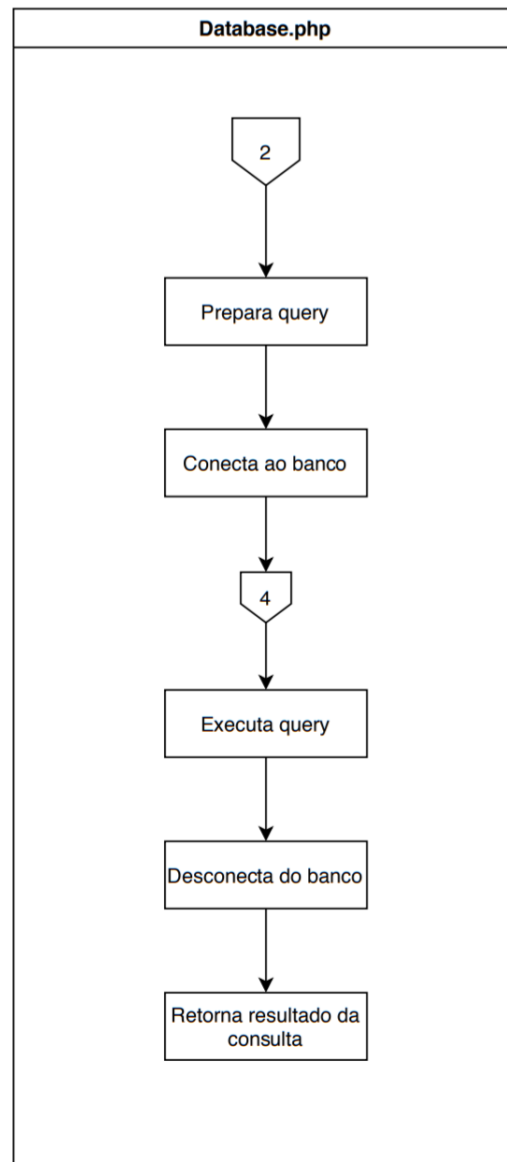 Database.php
2
Prepara query
Conecta ao banco
4
Executa query
Desconecta do banco
Retorna resultado da
consulta